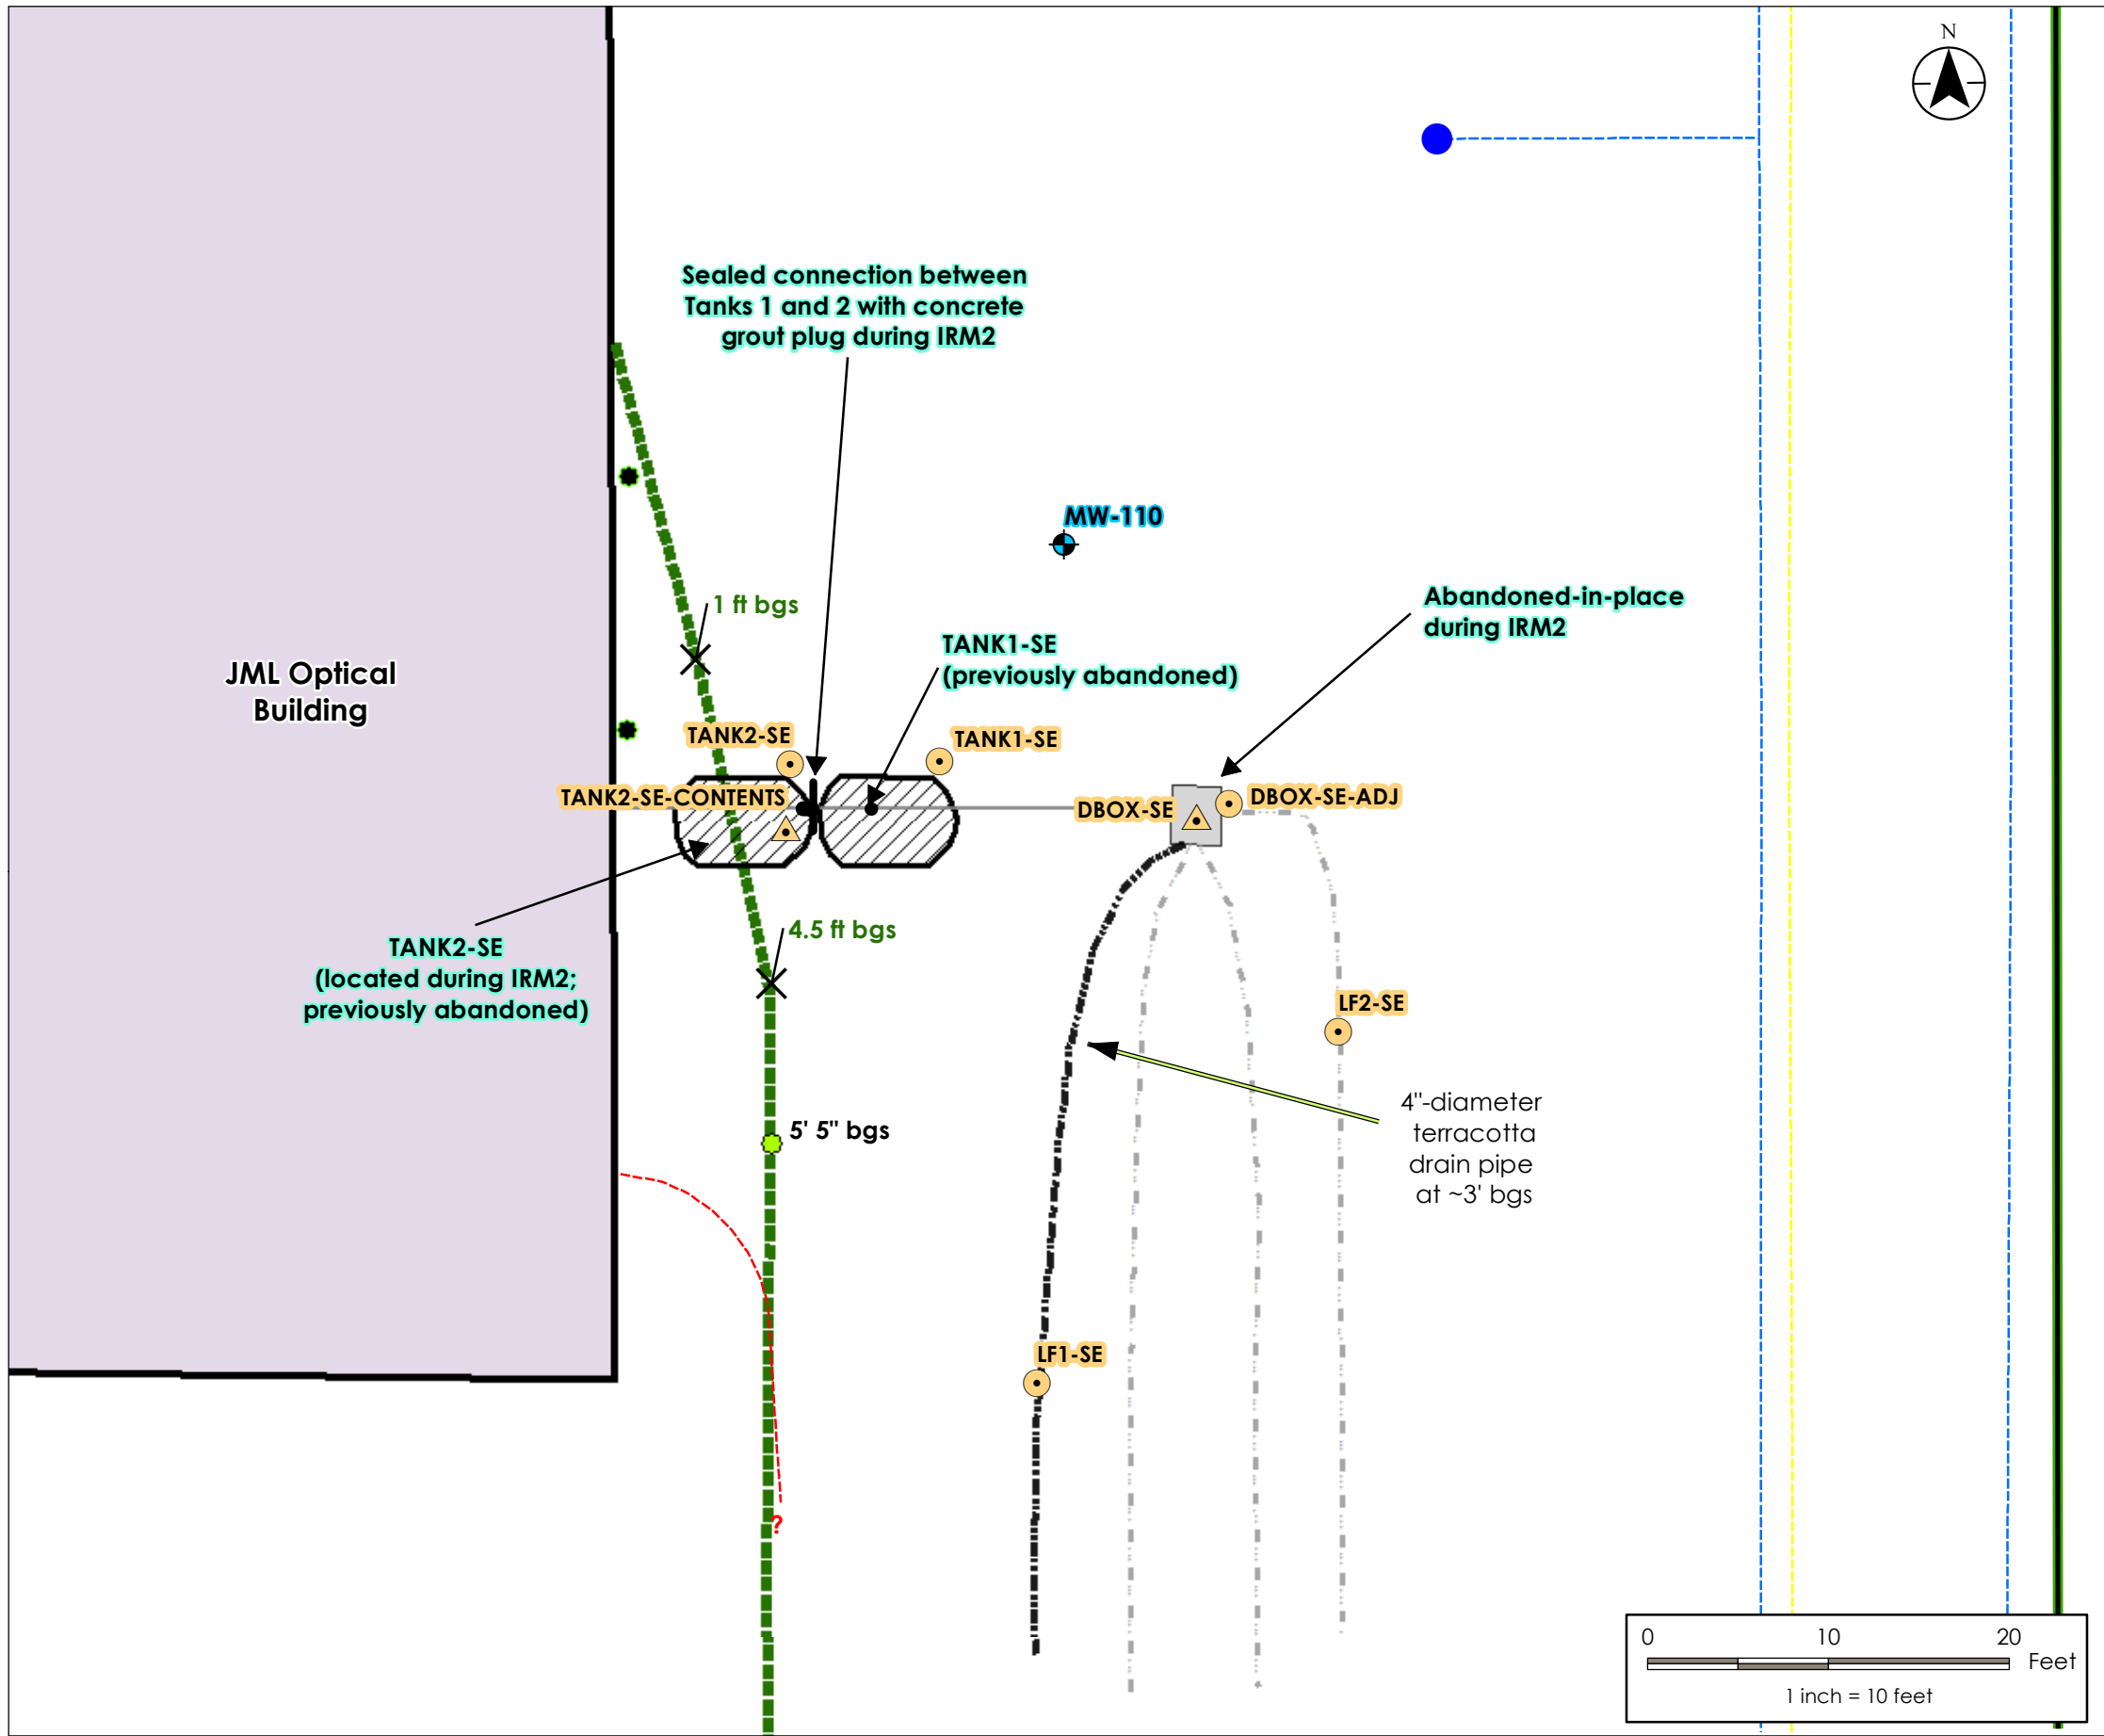 N
Sealed connection between
Tanks 1 and 2 with concrete
grout plug during IRM2
MW-110
1 ft bgs
Abandoned-in-place
during IRM2
TANK1-SE
(previously abandoned)
JML Optical
Building
TANK2-SE
TANK1-SE
TANK2-SE-CONTENTS
DBOX-SE
DBOX-SE-ADJ
4.5 ft bgs
TANK2-SE
(located during IRM2;
previously abandoned)
LF2-SE
4"-diameter
terracotta
drain pipe
at ~3' bgs
5' 5" bgs
LF1-SE
?
0 10 20
Feet
1 inch = 10 feet